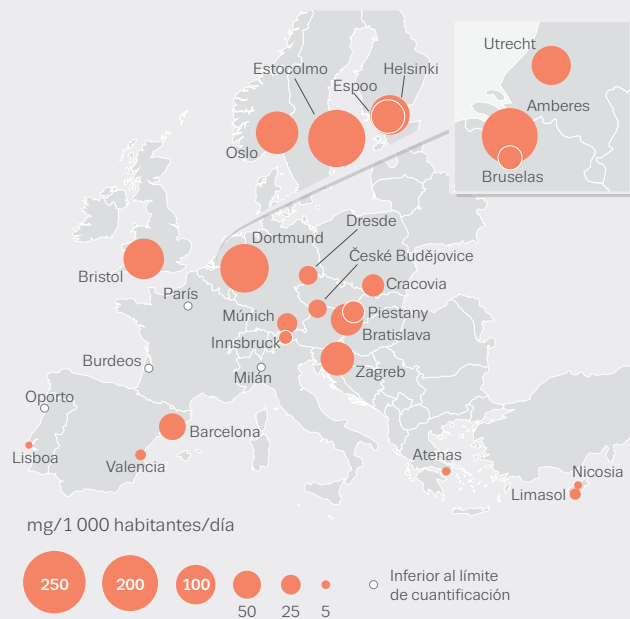 Utrecht
Amberes
Bruselas
Estocolmo
Helsinki
Espoo
Oslo
Dortmund
Dresde
České Budějovice
Bristol
Cracovia
París
Múnich
Piestany
Innsbruck
Bratislava
Burdeos
Milán
Zagreb
Oporto
Barcelona
Lisboa
Valencia
Atenas
Nicosia
Limasol
mg/1 000 habitantes/día
250
200
100
50
25
5
Inferior al límite
de cuantificación